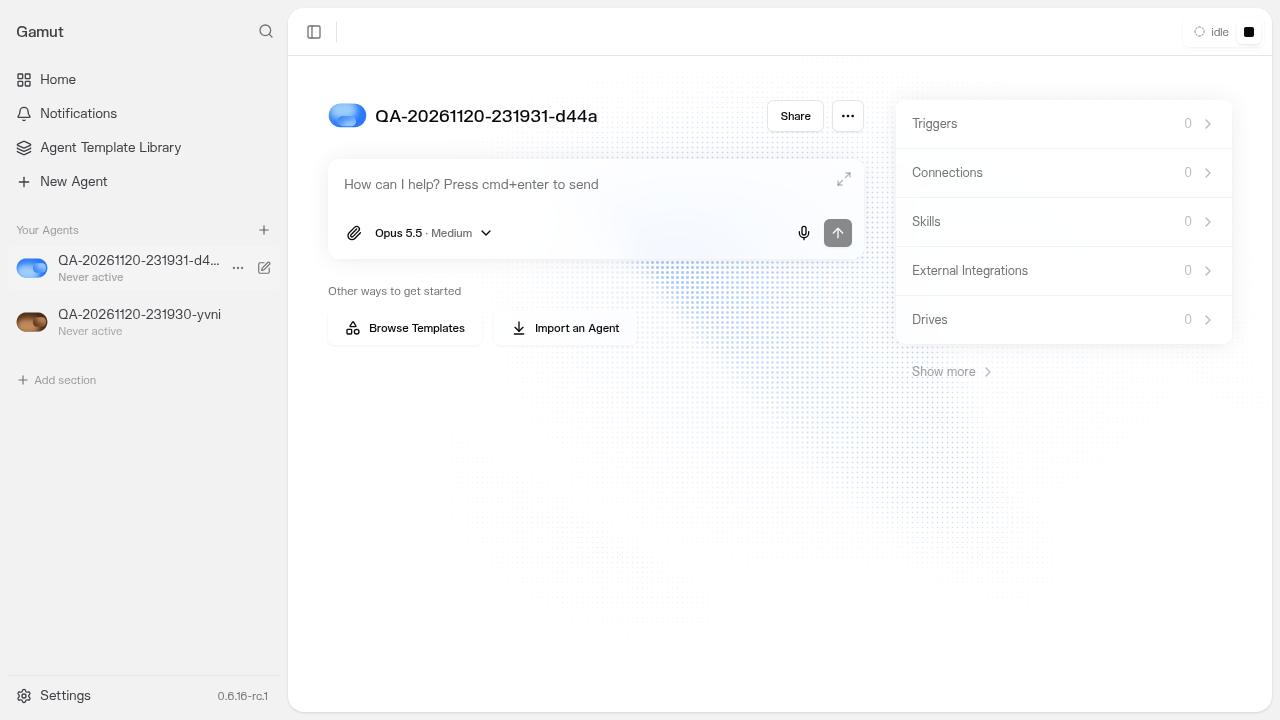 Gamut
Home
Notifications
Agent Template Library
New Agent
Your Agents
QA-20261120-231931-d4...
Never active
QA-20261120-231930-yvni
Never active
Add section
Settings
0.6.16-rc.1
idle
QA-20261120-231931-d44a
Share
How can I help? Press cmd+enter to send
Opus 5.5 · Medium
Other ways to get started
Browse Templates
Import an Agent
Triggers 0
Connections 0
Skills 0
External Integrations 0
Drives 0
Show more